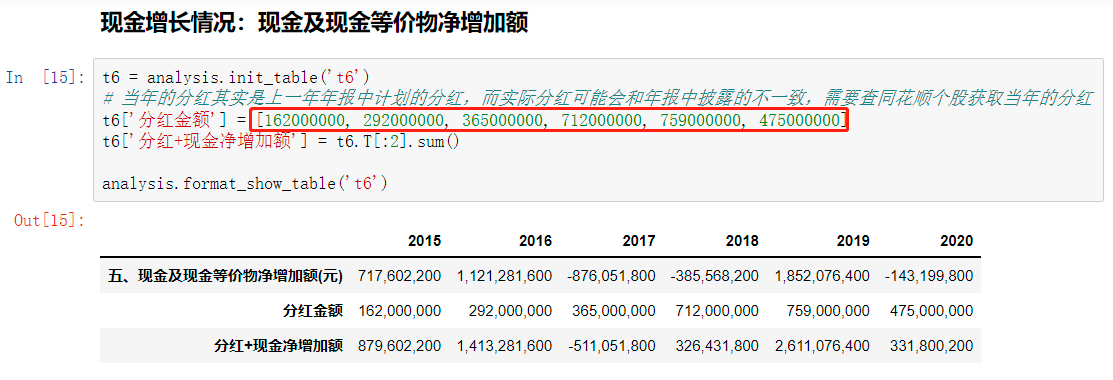 现金增长情况：现金及现金等价物净增加额
In [15]: t6 = analysis.init_table('t6')
# 当年的分红其实是上一年年报中计划的分红，而实际分红可能会和年报中披露的不一致，需要查同花顺个股获取当年的分红
t6['分红金额'] = [162000000, 292000000, 365000000, 712000000, 759000000, 475000000]
t6['分红+现金净增加额'] = t6.T[:2].sum()
analysis.format_show_table('t6')
Out[15]:
2015 2016 2017 2018 2019 2020
五、现金及现金等价物净增加额(元) 717,602,200 1,121,281,600 -876,051,800 -385,568,200 1,852,076,400 -143,199,800
分红金额 162,000,000 292,000,000 365,000,000 712,000,000 759,000,000 475,000,000
分红+现金净增加额 879,602,200 1,413,281,600 -511,051,800 326,431,800 2,611,076,400 331,800,200